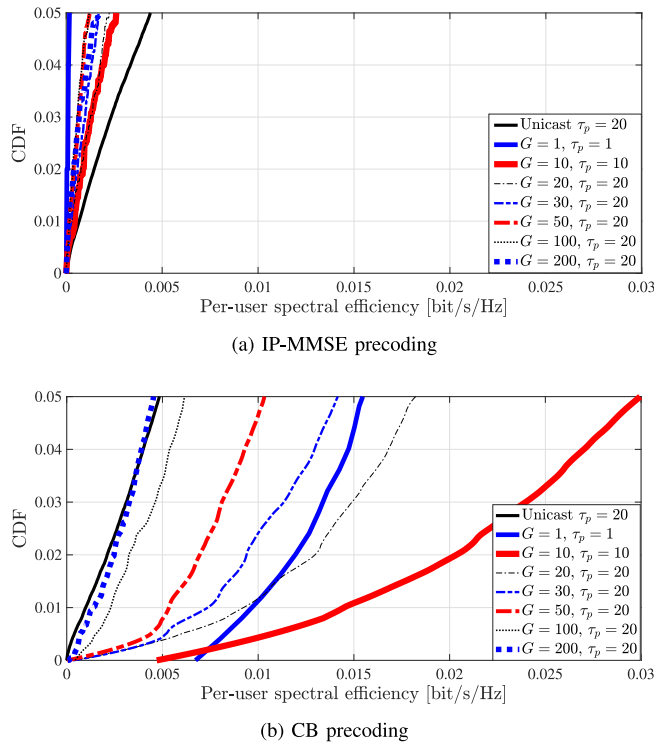 0.05
0.04
0.03
0.02
0.01
0
CDF
Unicast τp = 20
G = 1, τp = 1
G = 10, τp = 10
G = 20, τp = 20
G = 30, τp = 20
G = 50, τp = 20
G = 100, τp = 20
G = 200, τp = 20
0 0.005 0.01 0.015 0.02 0.025 0.03
Per-user spectral efficiency [bit/s/Hz]
(a) IP-MMSE precoding
0.05
0.04
0.03
0.02
0.01
0
CDF
Unicast τp = 20
G = 1, τp = 1
G = 10, τp = 10
G = 20, τp = 20
G = 30, τp = 20
G = 50, τp = 20
G = 100, τp = 20
G = 200, τp = 20
0 0.005 0.01 0.015 0.02 0.025 0.03
Per-user spectral efficiency [bit/s/Hz]
(b) CB precoding